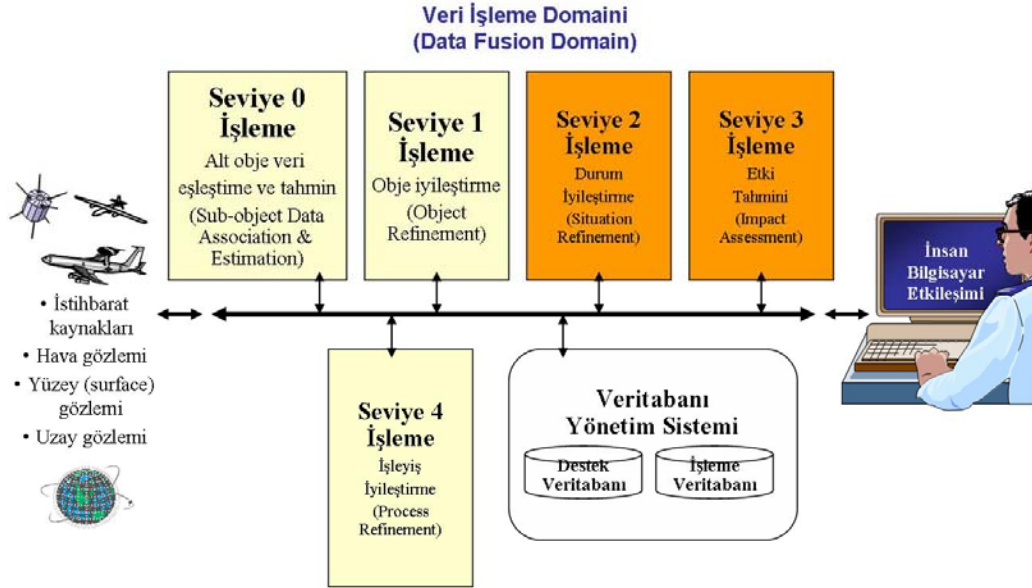 Veri İşleme Domaini
(Data Fusion Domain)
Seviye 0
İşleme
Alt obje veri
eşleştime ve tahmin
(Sub-object Data
Association &
Estimation)
Seviye 1
İşleme
Obje iyileştirme
(Object
Refinement)
Seviye 2
İşleme
Durum
İyileştirme
(Situation
Refinement)
Seviye 3
İşleme
Etki
Tahmini
(Impact
Assessment)
• İstihbarat
kaynakları
• Hava gözlemi
• Yüzey (surface)
gözlemi
• Uzay gözlemi
İnsan
Bilgisayar
Etkileşimi
Seviye 4
İşleme
İşleyiş
İyileştirme
(Process
Refinement)
Veritabanı
Yönetim Sistemi
Destek
Veritabanı
İşleme
Veritabanı